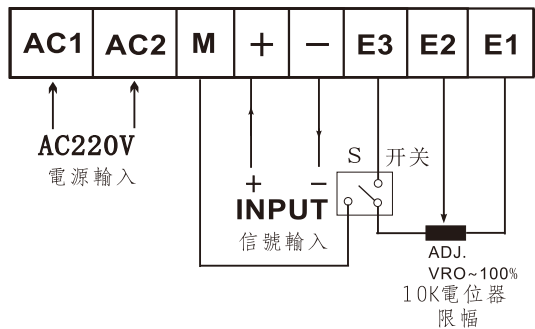 AC1 AC2 M + − E3 E2 E1
AC220V
電源輸入
+ −
INPUT
信號輸入
S 开关
ADJ.
VRO~100%
10K電位器
限幅